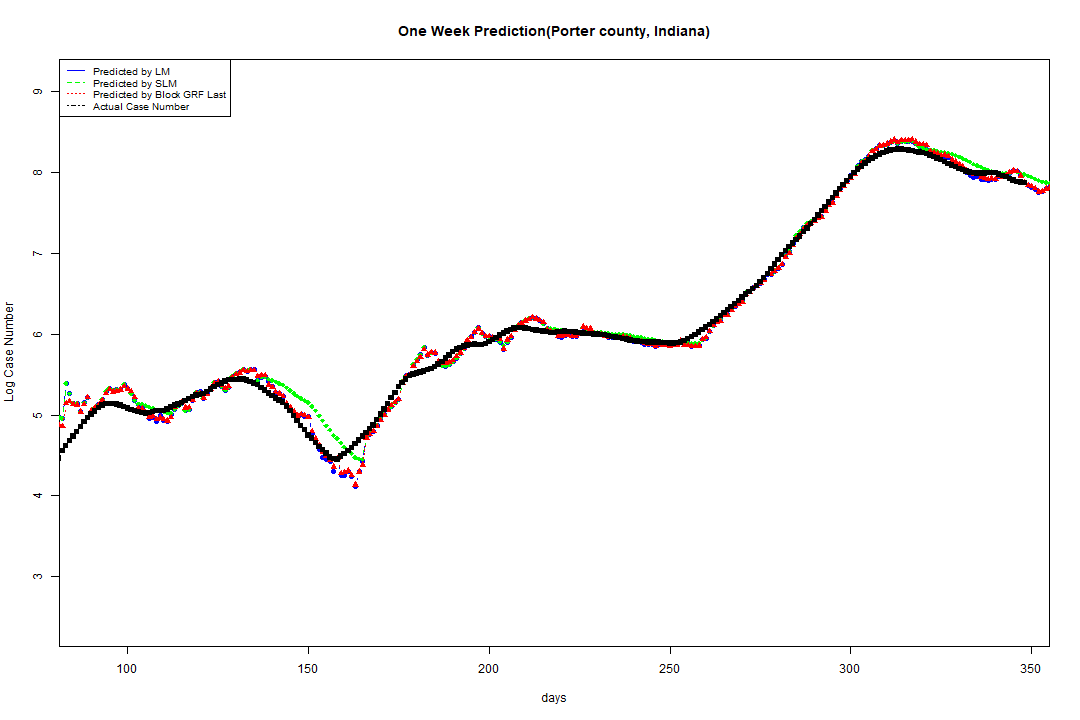 One Week Prediction(Porter county, Indiana)
Predicted by LM
Predicted by SLM
Predicted by Block GRF Last
Actual Case Number
9
8
7
6
5
4
3
Log Case Number
100 150 200 250 300 350
days